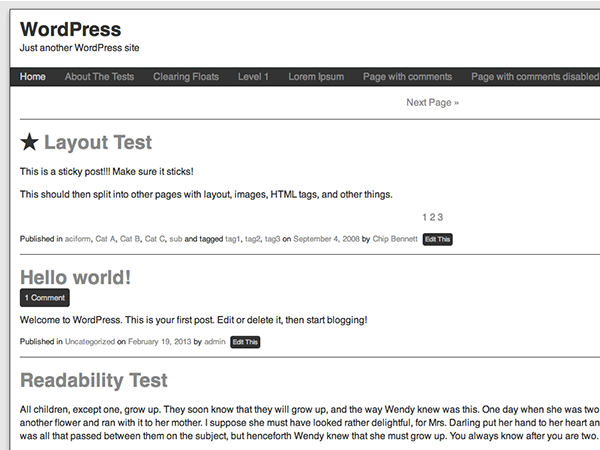 WordPress
Just another WordPress site
Home About The Tests Clearing Floats Level 1 Lorem Ipsum Page with comments Page with comments disabled
Next Page »
★ Layout Test
This is a sticky post!!! Make sure it sticks!
This should then split into other pages with layout, images, HTML tags, and other things.
1 2 3
Published in aciform, Cat A, Cat B, Cat C, sub and tagged tag1, tag2, tag3 on September 4, 2008 by Chip Bennett Edit This
Hello world!
1 Comment
Welcome to WordPress. This is your first post. Edit or delete it, then start blogging!
Published in Uncategorized on February 19, 2013 by admin Edit This
Readability Test
All children, except one, grow up. They soon know that they will grow up, and the way Wendy knew was this. One day when she was two
another flower and ran with it to her mother. I suppose she must have looked rather delightful, for Mrs. Darling put her hand to her heart an
was all that passed between them on the subject, but henceforth Wendy knew that she must grow up. You always know after you are two.